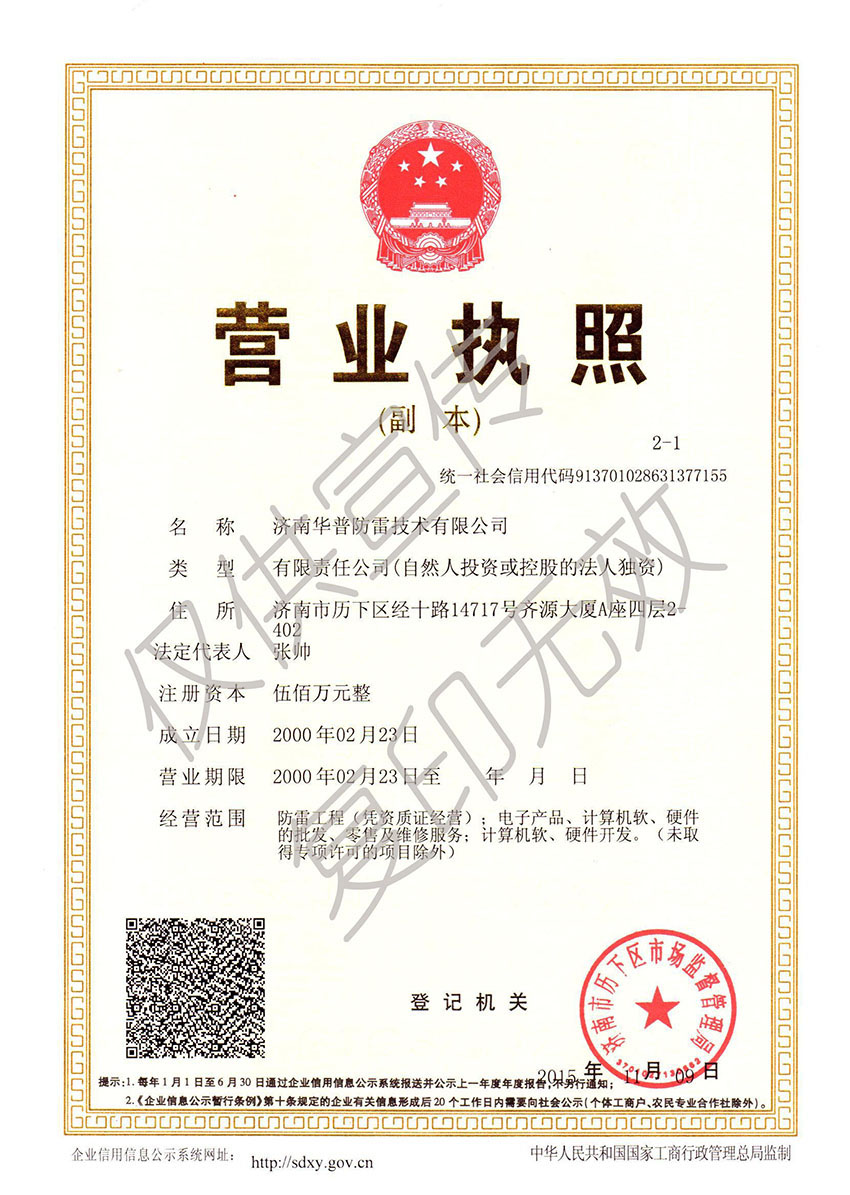 营业执照
(副 本)
2-1
统一社会信用代码913701028631377155
名 称 济南华普防雷技术有限公司
类 型 有限责任公司(自然人投资或控股的法人独资)
住 所 济南市历下区经十路14717号齐源大厦A座四层2-
402
法定代表人 张帅
注册资本 伍佰万元整
成立日期 2000年02月23日
营业期限 2000年02月23日至 年 月 日
经营范围 防雷工程（凭资质证经营）；电子产品、计算机软、硬件
的批发、零售及维修服务；计算机软、硬件开发。（未取
得专项许可的项目除外）
仅供宣传
复印无效
济南市历下区市场监督管理局
登记机关
2015年11月09日
提示：1. 每年1月1日至6月30日通过企业信用信息公示系统报送并公示上一年度年度报告，不另行通知；
2.《企业信息公示暂行条例》第十条规定的企业有关信息形成后20个工作日内需要向社会公示（个体工商户、农民专业合作社除外）。
企业信用信息公示系统网址： http://sdxy.gov.cn
中华人民共和国国家工商行政管理总局监制